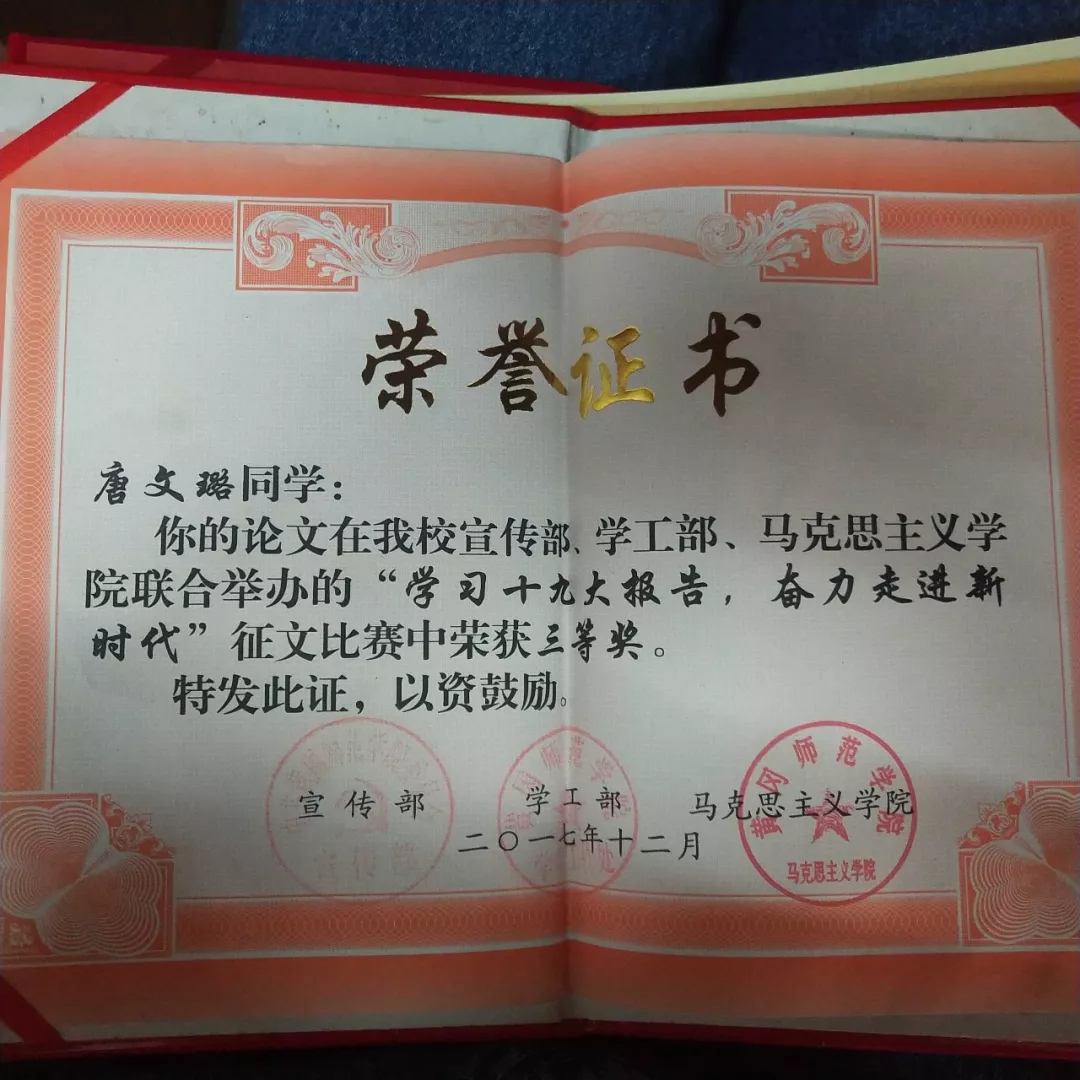 荣誉证书
唐文璐同学：
你的论文在我校宣传部、学工部、马克思主义学
院联合举办的“学习十九大报告，奋力走进新
时代”征文比赛中荣获三等奖。
特发此证，以资鼓励。
宣传部 学工部 马克思主义学院
二〇一七年十二月
黄冈师范学院
马克思主义学院